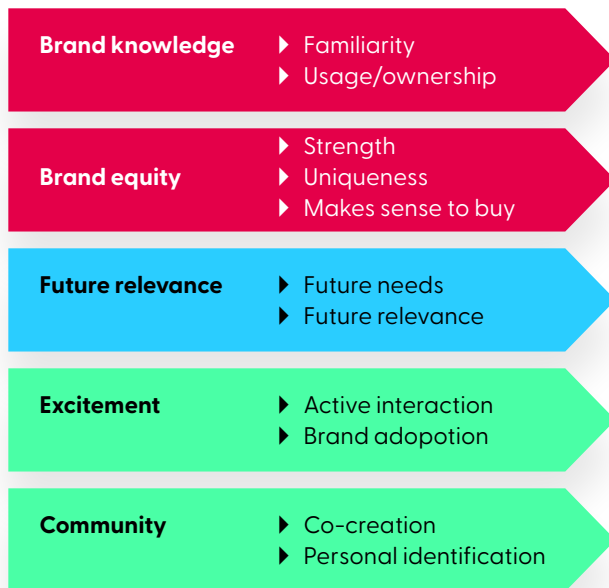 Brand knowledge
Familiarity
Usage/ownership
Brand equity
Strength
Uniqueness
Makes sense to buy
Future relevance
Future needs
Future relevance
Excitement
Active interaction
Brand adopotion
Community
Co-creation
Personal identification